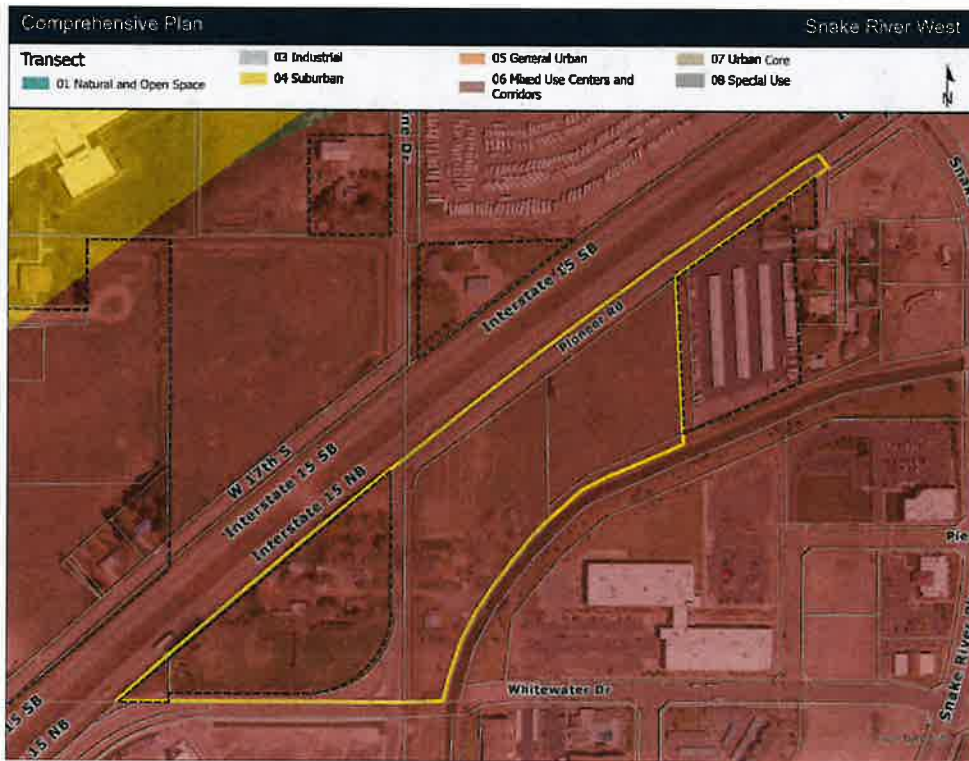 Comprehensive Plan
Snake River West
Transect
01 Natural and Open Space
03 Industrial
04 Suburban
05 General Urban
06 Mixed Use Centers and
Corridors
07 Urban Core
08 Special Use
N
Interstate 15 SB
Pioneer Rd
W 17th S
Interstate 15 SB
Interstate 15 NB
Whitewater Dr
Snake River
15 SB
15 NB